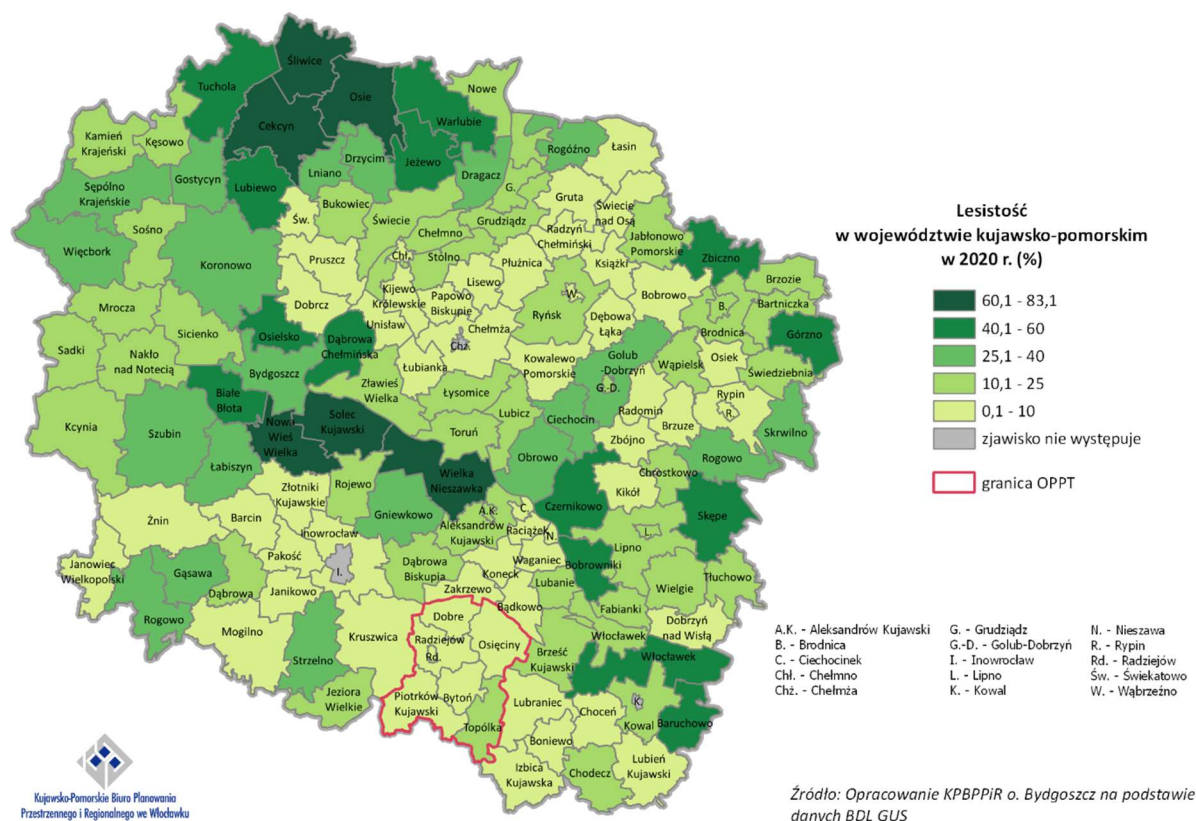 Śliwice
Tuchola
Osie
Nowe
Cekcyn
Warlubie
Kamień
Krajeński
Kęsowo
Jeżewo
Rogóźno
Łasin
Drzycim
Lniano
Dragacz
Gostycyn
Lubiewo
Sępólno
Krajeńskie
G.
Gruta
Świecie
nad Osą
Bukowiec
Św.
Świecie
Grudziądz
Chełmno
Radzyń
Chełmiński
Jabłonowo
Pomorskie
Sośno
Więcbork
Koronowo
Pruszcz
Chł.
Stolno
Płużnica
Książki
Zbiczno
Brzozie
Lisewo
Kijewo
Królewskie
Papowo
Biskupie
W.
Bobrowo
B.
Bartniczka
Mrocza
Dobrcz
Unisław
Ryńsk
Dębowa
Łąka
Brodnica
Górzno
Sicienko
Osielsko
Dąbrowa
Chełmińska
Chełmża
Chż.
Sadki
Nakło
nad Notecią
Bydgoszcz
Łubianka
Kowalewo
Pomorskie
Golub
-Dobrzyń
Wąpielsk
Osiek
Świedziebnia
G.-D.
Zławieś
Wielka
Łysomice
Białe
Błota
Rypin
R.
Kcynia
Szubin
Nowa
Wieś
Wielka
Solec
Kujawski
Toruń
Lubicz
Ciechocin
Radomin
Brzuze
Skrwilno
Zbójno
Łabiszyn
Obrowo
Rogowo
Wielka
Nieszawka
Chrostkowo
Złotniki
Kujawskie
Rojewo
Kikół
Czernikowo
Skępe
Żnin
Barcin
Inowrocław
Gniewkowo
A.K.
Aleksandrów
Kujawski
C.
Raciążek
N.
L.
Lipno
Pakość
I.
Waganiec
Bobrowniki
Janowiec
Wielkopolski
Gąsawa
Dąbrowa
Janikowo
Dąbrowa
Biskupia
Koneck
Lubanie
Tłuchowo
Wielgie
Zakrzewo
Bądkowo
Fabianki
Rogowo
Mogilno
Kruszwica
Dobre
Dobrzyń
nad Wisłą
Radziejów
Rd.
Osięciny
Włocławek
Strzelno
Brześć
Kujawski
Włocławek
Jeziora
Wielkie
Piotrków
Kujawski
Bytoń
Lubraniec
Choceń
K.
Kowal
Baruchowo
Topólka
Boniewo
Izbica
Kujawska
Chodecz
Lubień
Kujawski
Lesistość
w województwie kujawsko-pomorskim
w 2020 r. (%)
60,1 - 83,1
40,1 - 60
25,1 - 40
10,1 - 25
0,1 - 10
zjawisko nie występuje
granica OPPT
A.K. - Aleksandrów Kujawski
B. - Brodnica
C. - Ciechocinek
Chł. - Chełmno
Chż. - Chełmża
G. - Grudziądz
G.-D. - Golub-Dobrzyń
I. - Inowrocław
L. - Lipno
K. - Kowal
N. - Nieszawa
R. - Rypin
Rd. - Radziejów
Św. - Świekatowo
W. - Wąbrzeźno
Kujawsko-Pomorskie Biuro Planowania
Przestrzennego i Regionalnego we Włocławku
Źródło: Opracowanie KPBPPiR o. Bydgoszcz na podstawie
danych BDL GUS